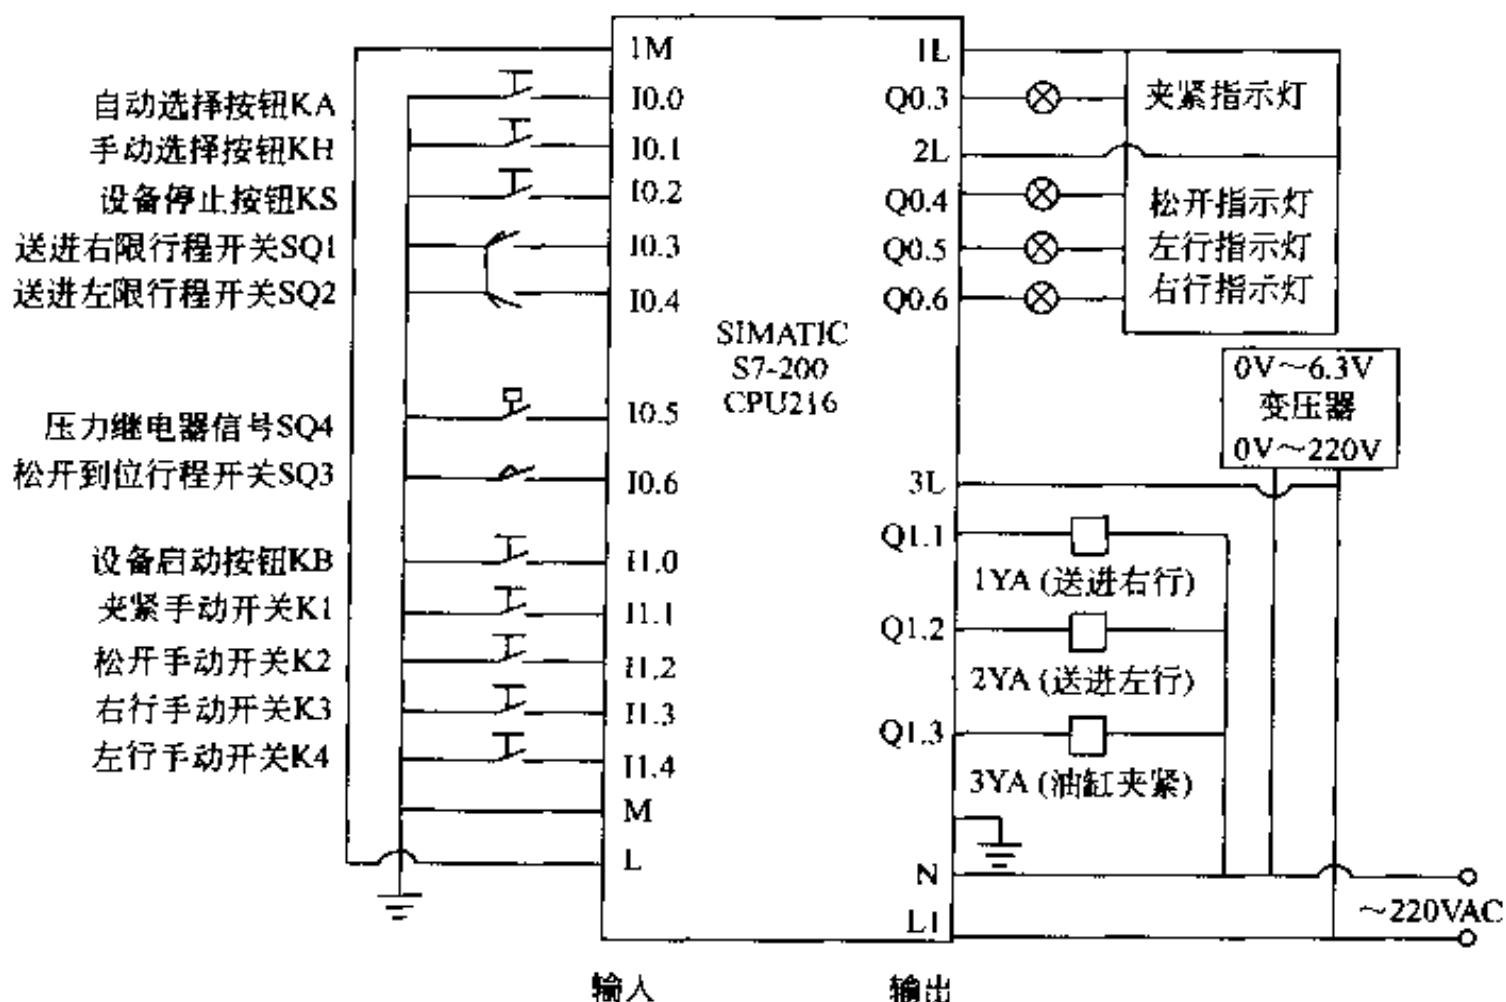 自动选择按钮KA
手动选择按钮KH
设备停止按钮KS
送进右限行程开关SQ1
送进左限行程开关SQ2
压力继电器信号SQ4
松开到位行程开关SQ3
设备启动按钮KB
夹紧手动开关K1
松开手动开关K2
右行手动开关K3
左行手动开关K4
1M
I0.0
I0.1
I0.2
I0.3
I0.4
I0.5
I0.6
I1.0
I1.1
I1.2
I1.3
I1.4
M
L
输入
SIMATIC
S7-200
CPU216
1L
Q0.3
2L
Q0.4
Q0.5
Q0.6
3L
Q1.1
Q1.2
Q1.3
N
L1
输出
夹紧指示灯
松开指示灯
左行指示灯
右行指示灯
0V～6.3V
变压器
0V～220V
1YA (送进右行)
2YA (送进左行)
3YA (油缸夹紧)
～220VAC